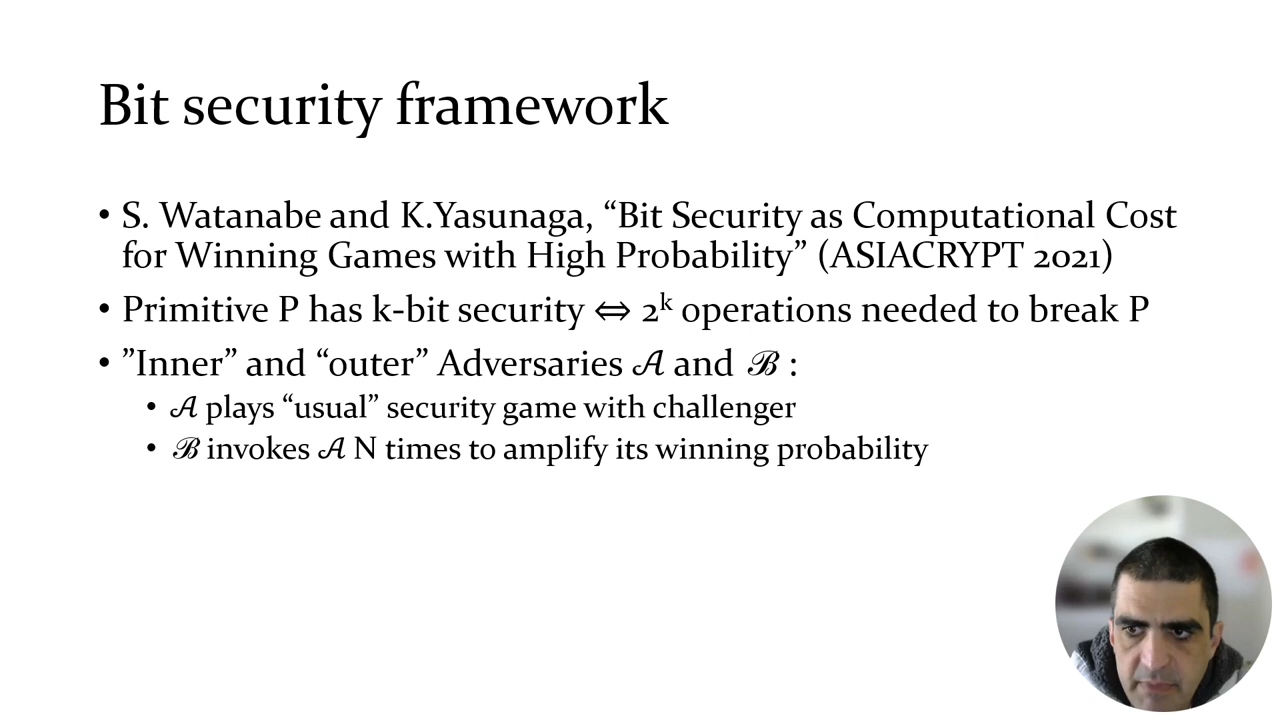 Bit security framework
• S. Watanabe and K.Yasunaga, “Bit Security as Computational Cost
for Winning Games with High Probability” (ASIACRYPT 2021)
• Primitive P has k-bit security ⇔ 2ᵏ operations needed to break P
• ”Inner” and “outer” Adversaries 𝒜 and ℬ :
• 𝒜 plays “usual” security game with challenger
• ℬ invokes 𝒜 N times to amplify its winning probability